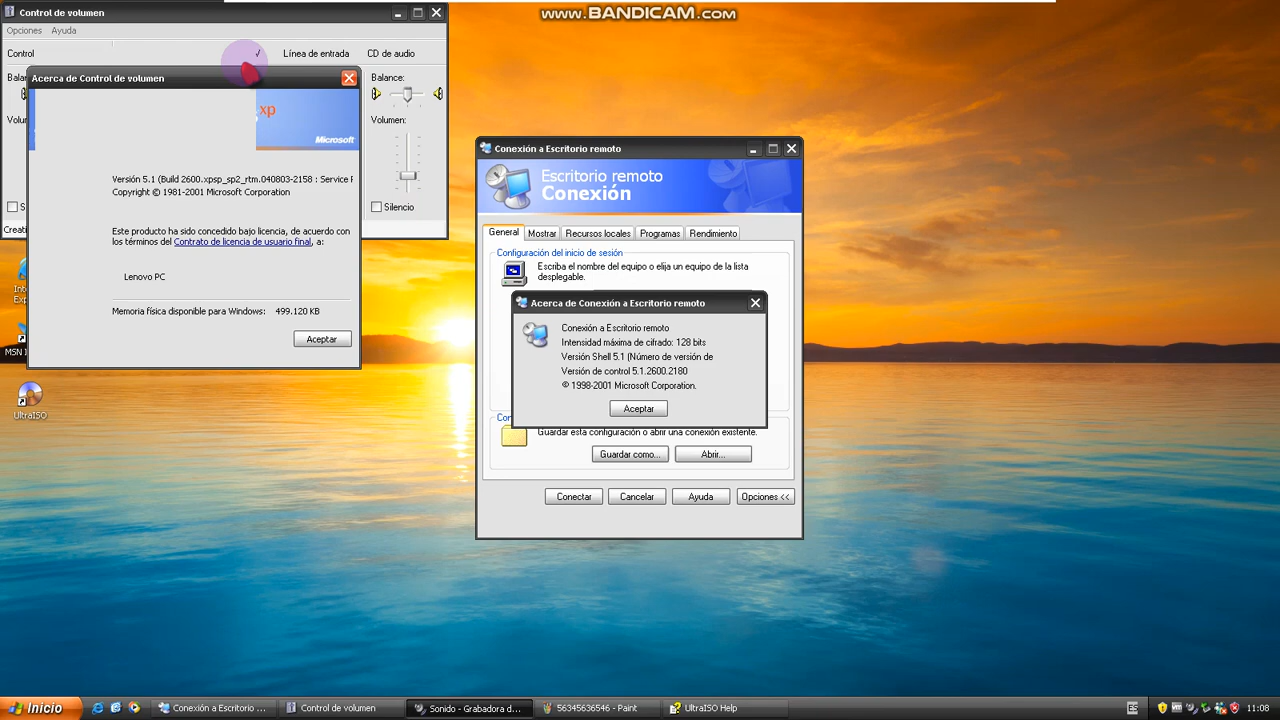 Control de volumen
www.BANDICAM.com
Opciones Ayuda
Control
Línea de entrada
CD de audio
Acerca de Control de volumen
Balance:
xp
Microsoft
Volumen:
Versión 5.1 (Build 2600.xpsp_sp2_rtm.040803-2158 : Service
Copyright © 1981-2001 Microsoft Corporation
Silencio
Este producto ha sido concedido bajo licencia, de acuerdo con
los términos del Contrato de licencia de usuario final, a:
Lenovo PC
Memoria física disponible para Windows: 499.120 KB
Aceptar
MSN
UltraISO
Conexión a Escritorio remoto
Escritorio remoto
Conexión
General Mostrar Recursos locales Programas Rendimiento
Configuración del inicio de sesión
Escriba el nombre del equipo o elija un equipo de la lista
desplegable.
Acerca de Conexión a Escritorio remoto
Conexión a Escritorio remoto
Intensidad máxima de cifrado: 128 bits
Versión Shell 5.1 (Número de versión de
Versión de control 5.1.2600.2180
© 1998-2001 Microsoft Corporation.
Aceptar
Guardar esta configuración o abrir una conexión existente.
Guardar como... Abrir...
Conectar Cancelar Ayuda Opciones <<
Inicio
Conexión a Escritorio ...
Control de volumen
Sonido - Grabadora d...
56345636546 - Paint
UltraISO Help
11:08